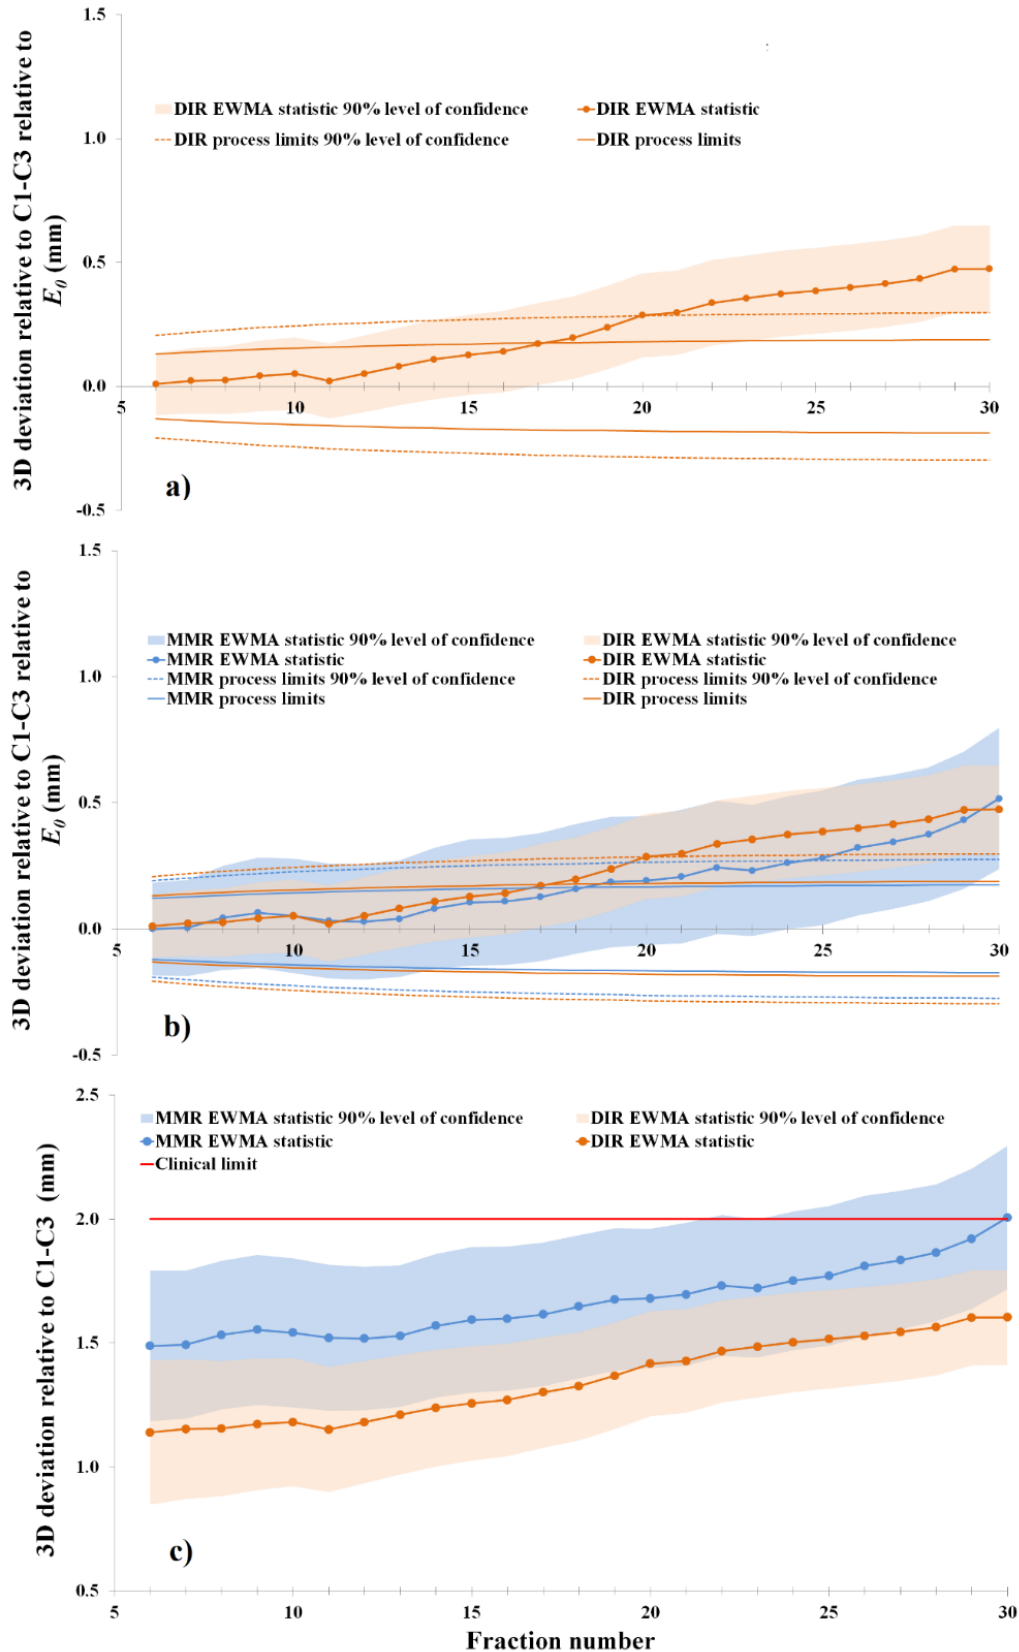 3D deviation relative to C1-C3 relative to
E0 (mm)
1.5
1.0
0.5
0.0
-0.5
DIR EWMA statistic 90% level of confidence
DIR EWMA statistic
DIR process limits 90% level of confidence
DIR process limits
5
10
15
20
25
30
a)
3D deviation relative to C1-C3 relative to
E0 (mm)
1.5
1.0
0.5
0.0
-0.5
MMR EWMA statistic 90% level of confidence
DIR EWMA statistic 90% level of confidence
MMR EWMA statistic
DIR EWMA statistic
MMR process limits 90% level of confidence
DIR process limits 90% level of confidence
MMR process limits
DIR process limits
5
10
15
20
25
30
b)
3D deviation relative to C1-C3 (mm)
2.5
2.0
1.5
1.0
0.5
MMR EWMA statistic 90% level of confidence
DIR EWMA statistic 90% level of confidence
MMR EWMA statistic
DIR EWMA statistic
Clinical limit
c)
5
10
15
20
25
30
Fraction number